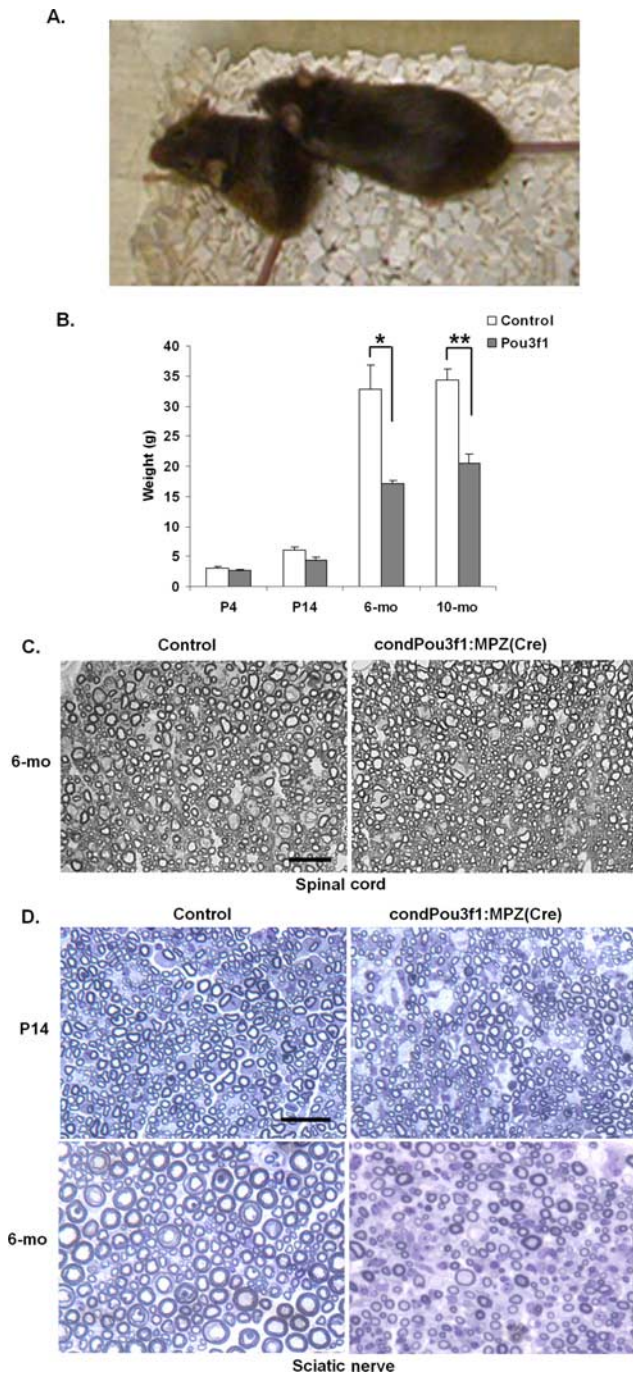 A.
B.
Control
Pou3f1
*
**
Weight (g)
40
35
30
25
20
15
10
5
0
P4
P14
6-mo
10-mo
C.
Control
condPou3f1:MPZ(Cre)
6-mo
Spinal cord
D.
Control
condPou3f1:MPZ(Cre)
P14
6-mo
Sciatic nerve